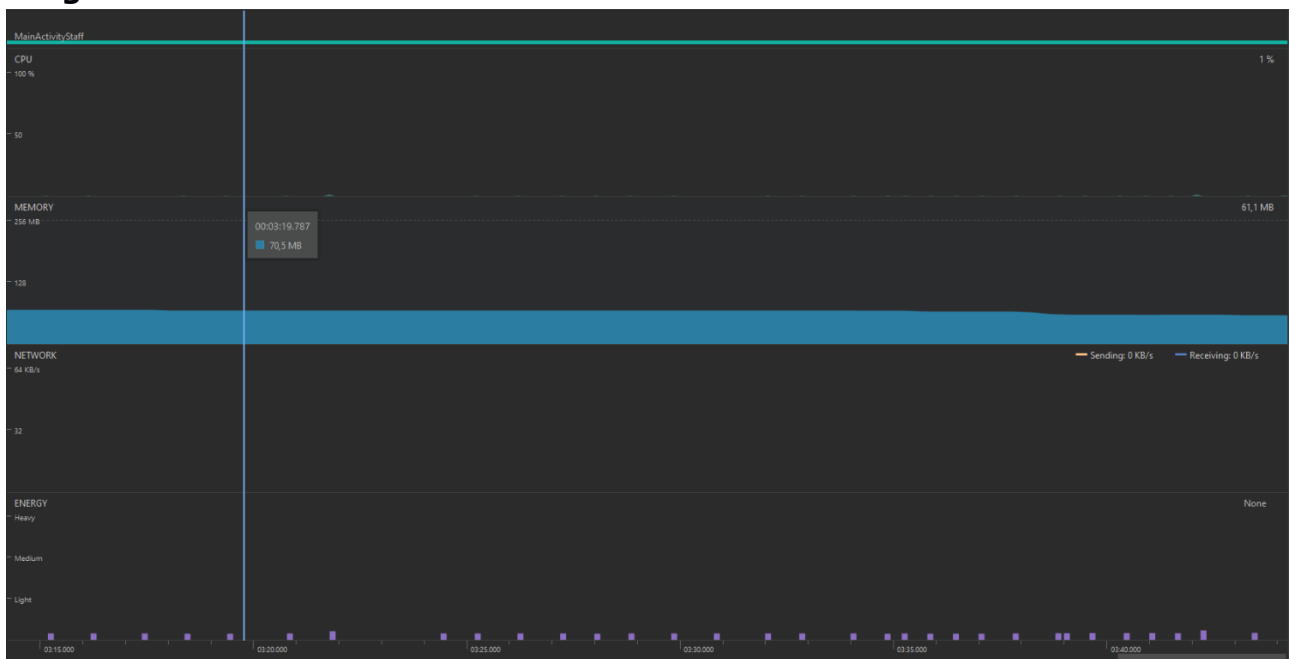 MainActivityStaff
CPU 1 %
100 %
50
MEMORY 61,1 MB
256 MB
00:03:19.787
70,5 MB
128
NETWORK Sending: 0 KB/s Receiving: 0 KB/s
64 KB/s
32
ENERGY None
Heavy
Medium
Light
03:15.000 03:20.000 03:25.000 03:30.000 03:35.000 03:40.000